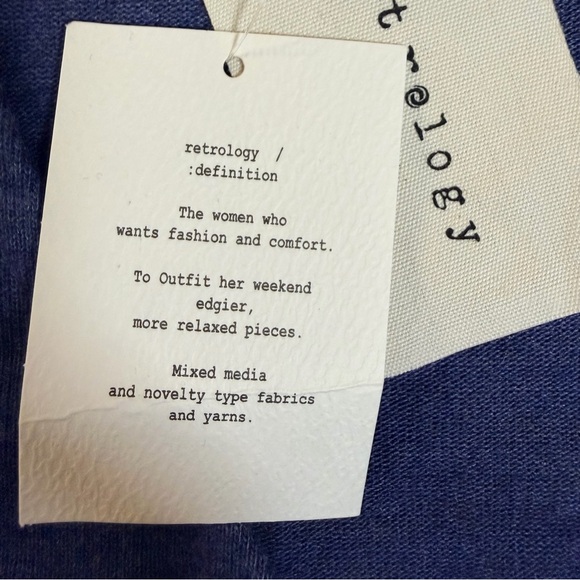 retrology /
:definition
The women who
wants fashion and comfort.
To Outfit her weekend
edgier,
more relaxed pieces.
Mixed media
and novelty type fabrics
and yarns.
trology